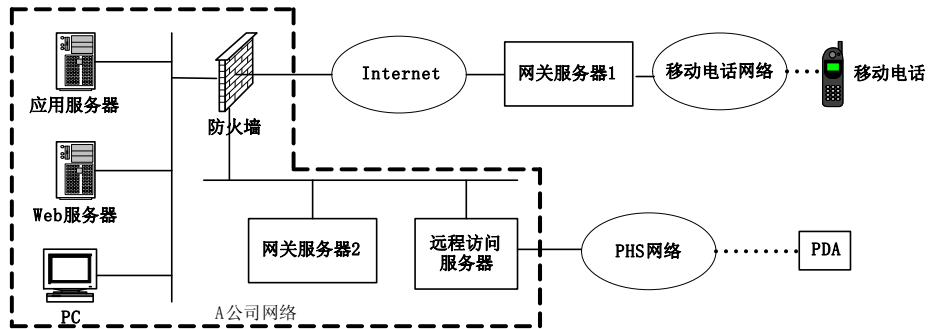 应用服务器
防火墙
Internet
网关服务器1
移动电话网络
移动电话
Web服务器
网关服务器2
远程访问
服务器
PHS网络
PDA
PC
A公司网络